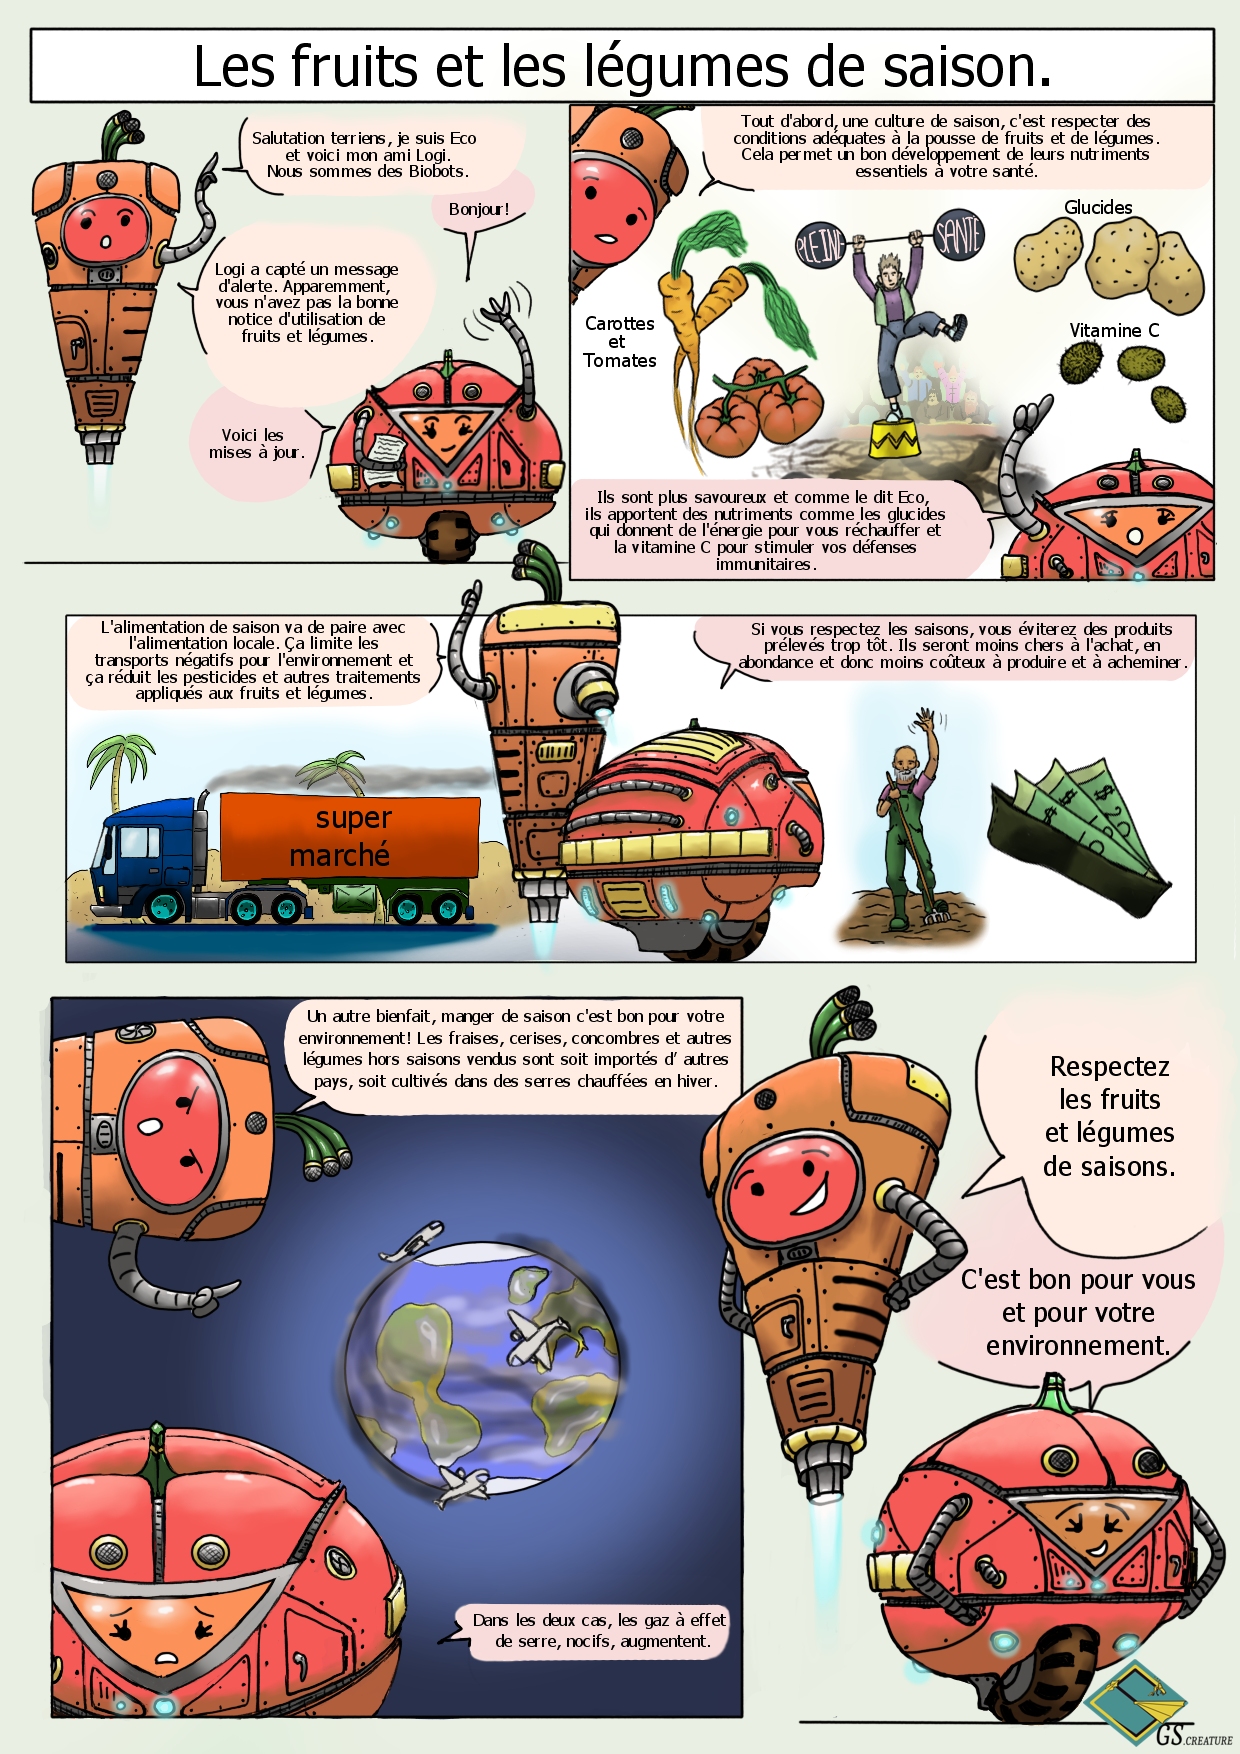 Les fruits et les légumes de saison.
Salutation terriens, je suis Eco
et voici mon ami Logi.
Nous sommes des Biobots.
Bonjour!
Logi a capté un message
d'alerte. Apparemment,
vous n'avez pas la bonne
notice d'utilisation de
fruits et légumes.
Voici les
mises à jour.
Tout d'abord, une culture de saison, c'est respecter des
conditions adéquates à la pousse de fruits et de légumes.
Cela permet un bon développement de leurs nutriments
essentiels à votre santé.
Carottes
et
Tomates
PLEINE
SANTÉ
Glucides
Vitamine C
Ils sont plus savoureux et comme le dit Eco,
ils apportent des nutriments comme les glucides
qui donnent de l'énergie pour vous réchauffer et
la vitamine C pour stimuler vos défenses
immunitaires.
L'alimentation de saison va de paire avec
l'alimentation locale. Ça limite les
transports négatifs pour l'environnement et
ça réduit les pesticides et autres traitements
appliqués aux fruits et légumes.
Si vous respectez les saisons, vous éviterez des produits
prélevés trop tôt. Ils seront moins chers à l'achat, en
abondance et donc moins coûteux à produire et à acheminer.
super
marché
Un autre bienfait, manger de saison c'est bon pour votre
environnement! Les fraises, cerises, concombres et autres
légumes hors saisons vendus sont soit importés d' autres
pays, soit cultivés dans des serres chauffées en hiver.
Dans les deux cas, les gaz à effet
de serre, nocifs, augmentent.
Respectez
les fruits
et légumes
de saisons.
C'est bon pour vous
et pour votre
environnement.
GS.CREATURE